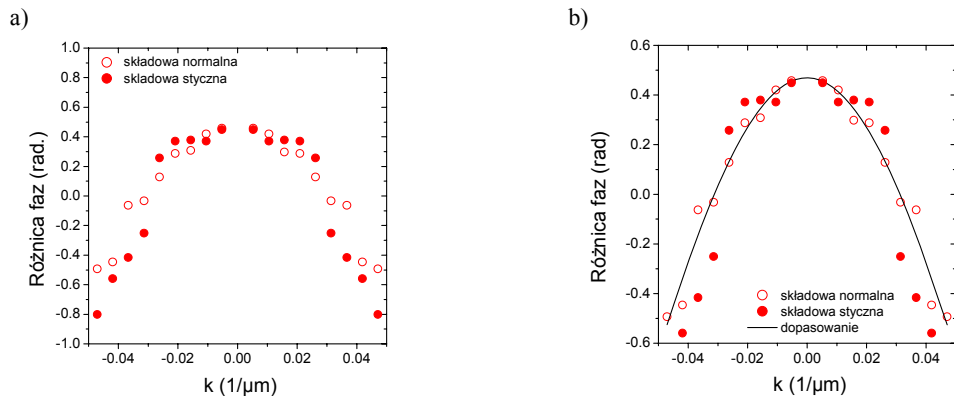 a)
1.0
0.8
0.6
0.4
0.2
0.0
-0.2
-0.4
-0.6
-0.8
-1.0
Różnica faz (rad.)
składowa normalna
składowa styczna
-0.04 -0.02 0.00 0.02 0.04
k (1/µm)
b)
0.6
0.4
0.2
0.0
-0.2
-0.4
-0.6
Różnica faz (rad)
składowa normalna
składowa styczna
dopasowanie
-0.04 -0.02 0.00 0.02 0.04
k (1/µm)